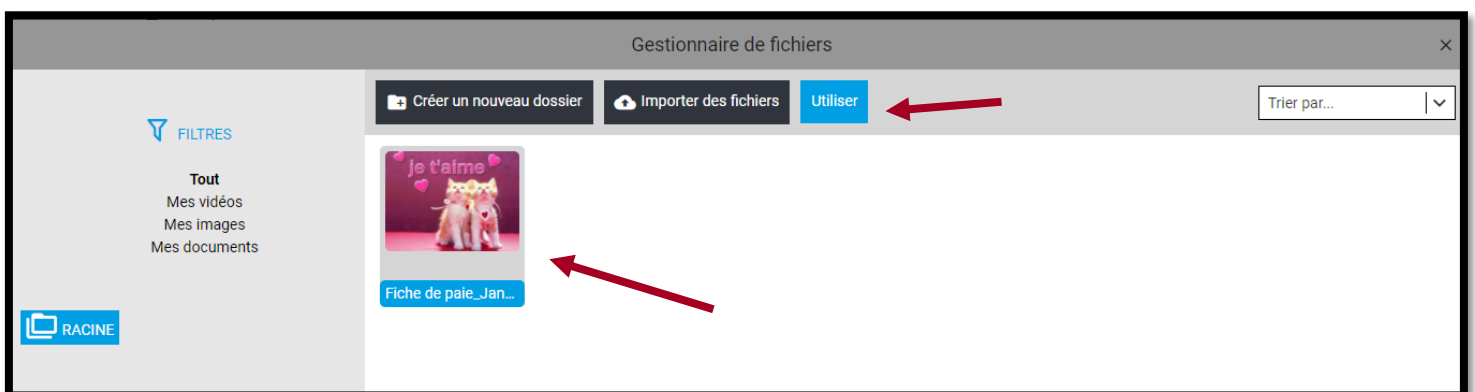 Gestionnaire de fichiers
Créer un nouveau dossier
Importer des fichiers
Utiliser
Trier par...
FILTRES
Tout
Mes vidéos
Mes images
Mes documents
RACINE
je t'aime
Fiche de paie_Jan...